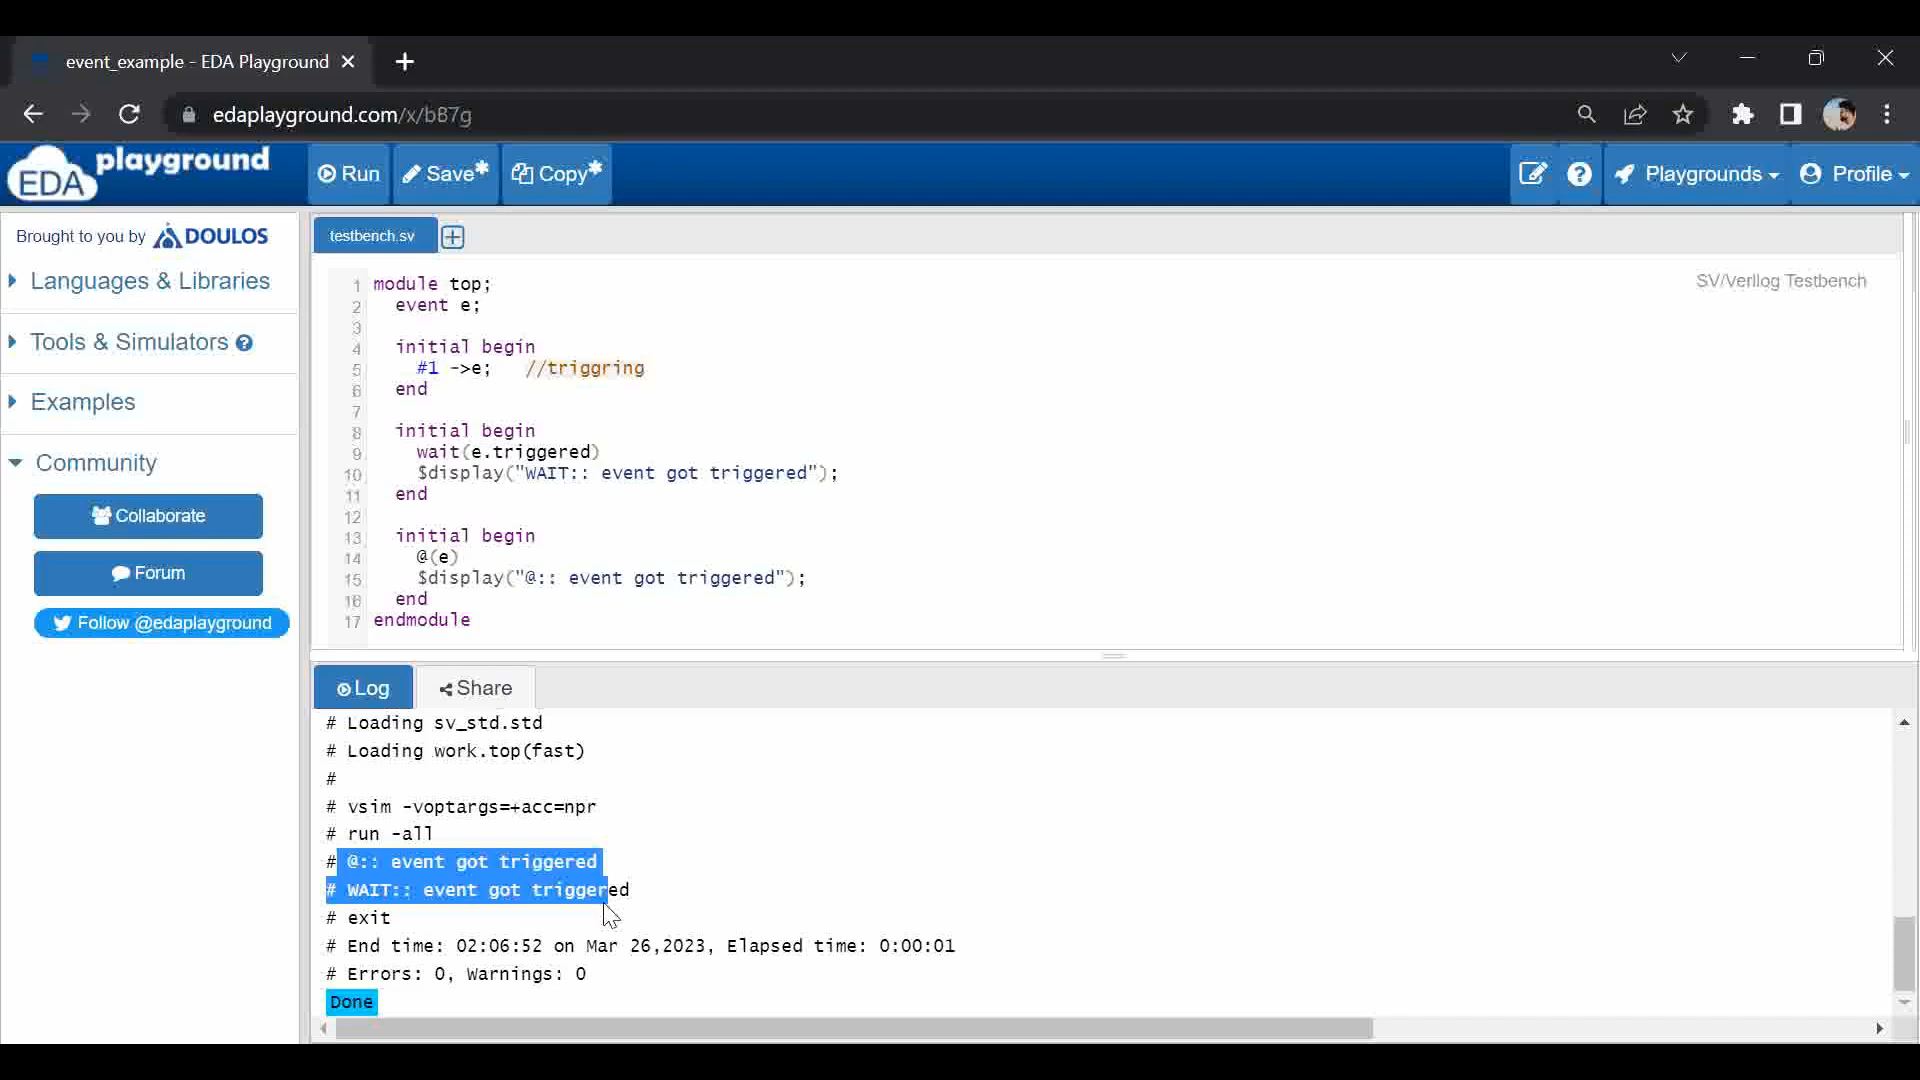 event_example - EDA Playground
edaplayground.com/x/bB7g
EDA playground
Run
Save*
Copy*
Playgrounds
Profile
Brought to you by DOULOS
Languages & Libraries
Tools & Simulators
Examples
Community
Collaborate
Forum
Follow @edaplayground
testbench.sv
SV/Verilog Testbench
1 module top;
2 event e;
3
4 initial begin
5 #1 ->e; //triggring
6 end
7
8 initial begin
9 wait(e.triggered)
10 $display("WAIT:: event got triggered");
11 end
12
13 initial begin
14 @(e)
15 $display("@:: event got triggered");
16 end
17 endmodule
Log
Share
# Loading sv_std.std
# Loading work.top(fast)
#
# vsim -voptargs=+acc=npr
# run -all
# @:: event got triggered
# WAIT:: event got triggered
# exit
# End time: 02:06:52 on Mar 26,2023, Elapsed time: 0:00:01
# Errors: 0, Warnings: 0
Done